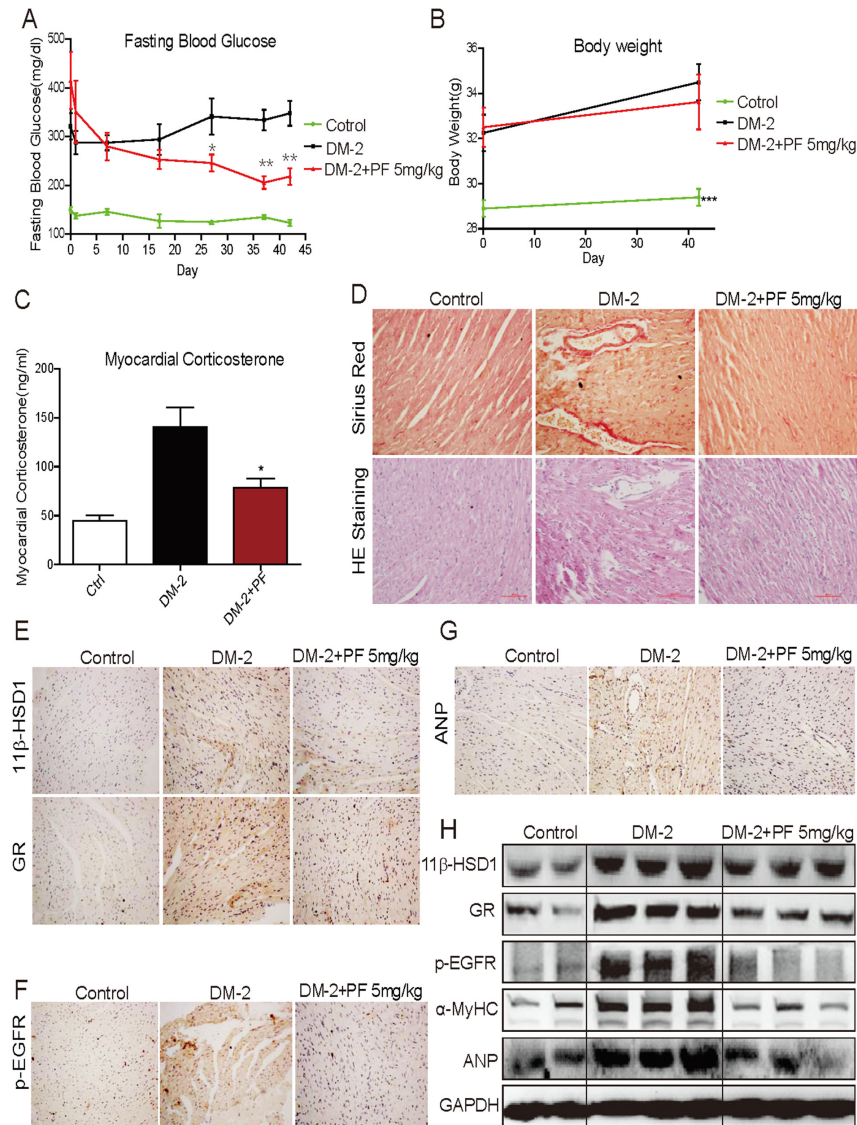 A
Fasting Blood Glucose
Fasting Blood Glucose(mg/dl)
500
400
300
200
100
0 5 10 15 20 25 30 35 40 45
Day
* ** **
Cotrol
DM-2
DM-2+PF 5mg/kg
B
Body weight
Body Weight(g)
36
34
32
30
28
0 10 20 30 40
Day
***
Cotrol
DM-2
DM-2+PF 5mg/kg
C
Myocardial Corticosterone
Myocardial Corticosterone(ng/ml)
200
150
100
50
0
*
Ctrl DM-2 DM-2+PF
D
Control DM-2 DM-2+PF 5mg/kg
Sirius Red
HE Staining
E
Control DM-2 DM-2+PF 5mg/kg
11β-HSD1
GR
F
Control DM-2 DM-2+PF 5mg/kg
p-EGFR
G
Control DM-2 DM-2+PF 5mg/kg
ANP
H
Control DM-2 DM-2+PF 5mg/kg
11β-HSD1
GR
p-EGFR
α-MyHC
ANP
GAPDH